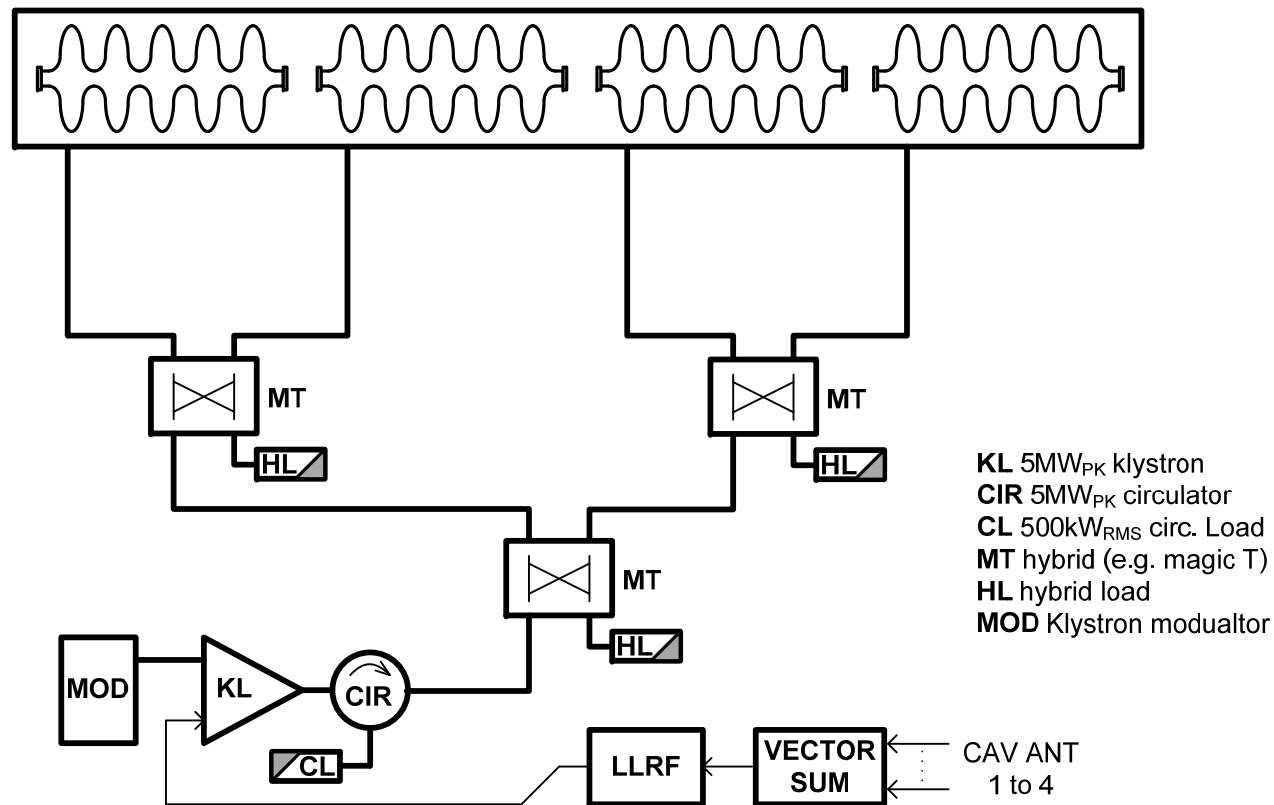 MT
MT
HL
HL
KL 5MWPK klystron
CIR 5MWPK circulator
CL 500kWRMS circ. Load
MT hybrid (e.g. magic T)
HL hybrid load
MOD Klystron modualtor
MT
HL
MOD
KL
CIR
CL
LLRF
VECTOR
SUM
CAV ANT
1 to 4